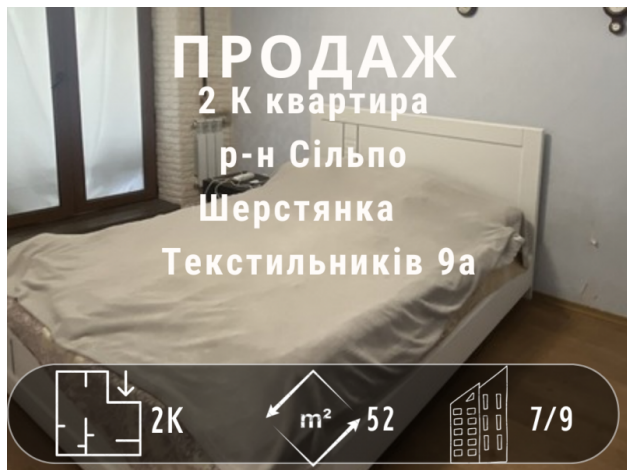 ПРОДАЖ
2 К квартира
р-н Сільпо
Шерстянка
Текстильників 9а
2К
m²
52
7/9